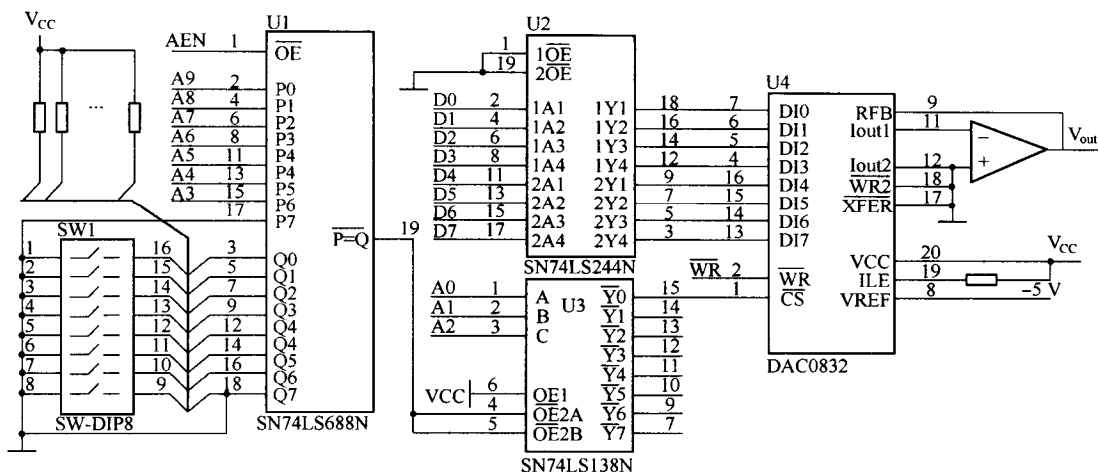 VCC
AEN 1
A9 2
A8 4
A7 6
A6 8
A5 11
A4 13
A3 15
17
U1
OE
P0
P1
P2
P3
P4
P5
P6
P7
P=Q 19
Q0
Q1
Q2
Q3
Q4
Q5
Q6
Q7
SN74LS688N
...
SW1
1 16 3
2 15 5
3 14 7
4 13 9
5 12 12
6 11 14
7 10 16
8 9 18
SW-DIP8
U2
1 1OE
19 2OE
D0 2 1A1 1Y1 18 7
D1 4 1A2 1Y2 16 6
D2 6 1A3 1Y3 14 5
D3 8 1A4 1Y4 12 4
D4 11 2A1 2Y1 9 16
D5 13 2A2 2Y2 7 15
D6 15 2A3 2Y3 5 14
D7 17 2A4 2Y4 3 13
SN74LS244N
WR 2
A0 1 A Y0 15 1
A1 2 B Y1 14
A2 3 C Y2 13
U3
Y3 12
Y4 11
VCC 6 OE1 Y5 10
4 OE2A Y6 9
5 OE2B Y7 7
SN74LS138N
U4
DI0 RFB 9
DI1 Iout1 11
DI2
DI3 Iout2 12
DI4 WR2 18
DI5 XFER 17
DI6
DI7
VCC 20 VCC
WR ILE 19
CS VREF 8 -5 V
DAC0832
−
+
Vout